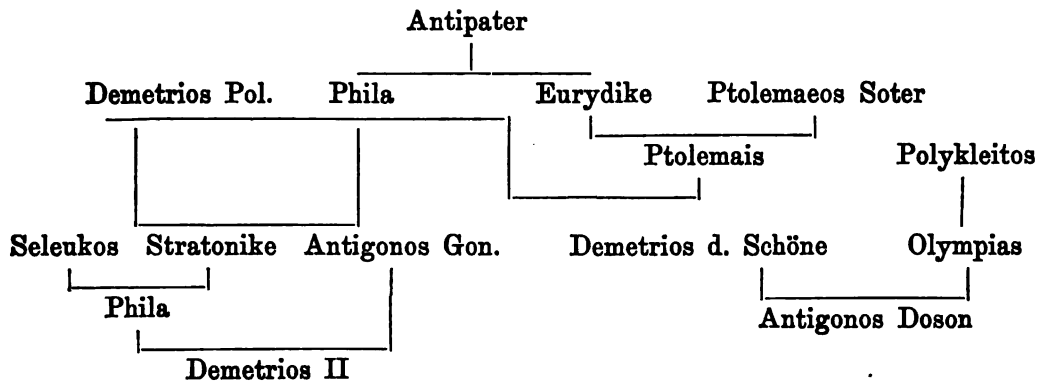 Antipater
Demetrios Pol. Phila Eurydike Ptolemaeos Soter
Ptolemais Polykleitos
Seleukos Stratonike Antigonos Gon. Demetrios d. Schöne Olympias
Phila Antigonos Doson
Demetrios II